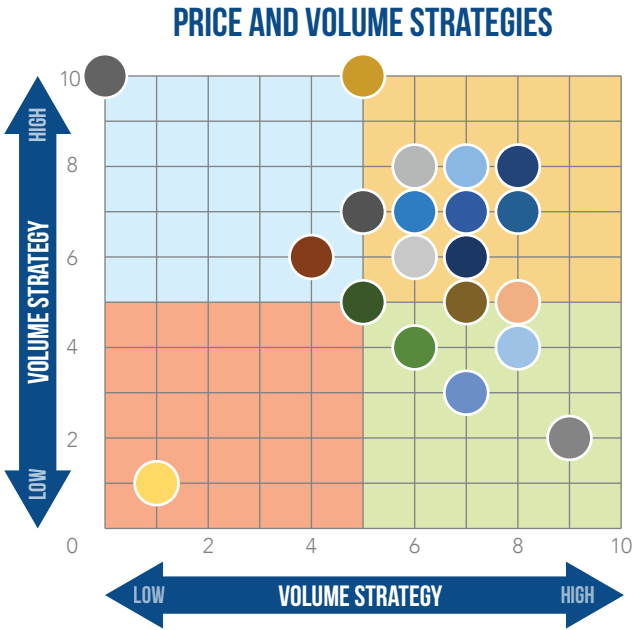 PRICE AND VOLUME STRATEGIES
HIGH
VOLUME STRATEGY
LOW
10
8
6
4
2
0
2
4
6
8
10
LOW
VOLUME STRATEGY
HIGH